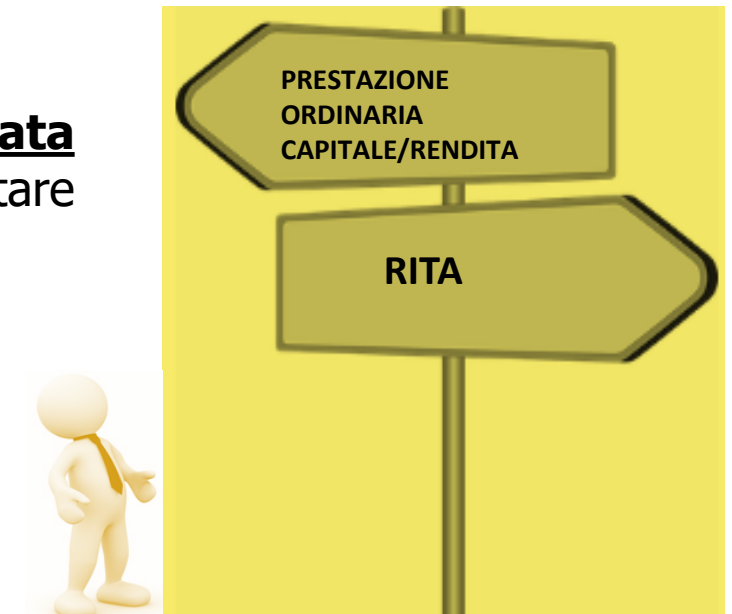 ata
tare
PRESTAZIONE
ORDINARIA
CAPITALE/RENDITA
RITA